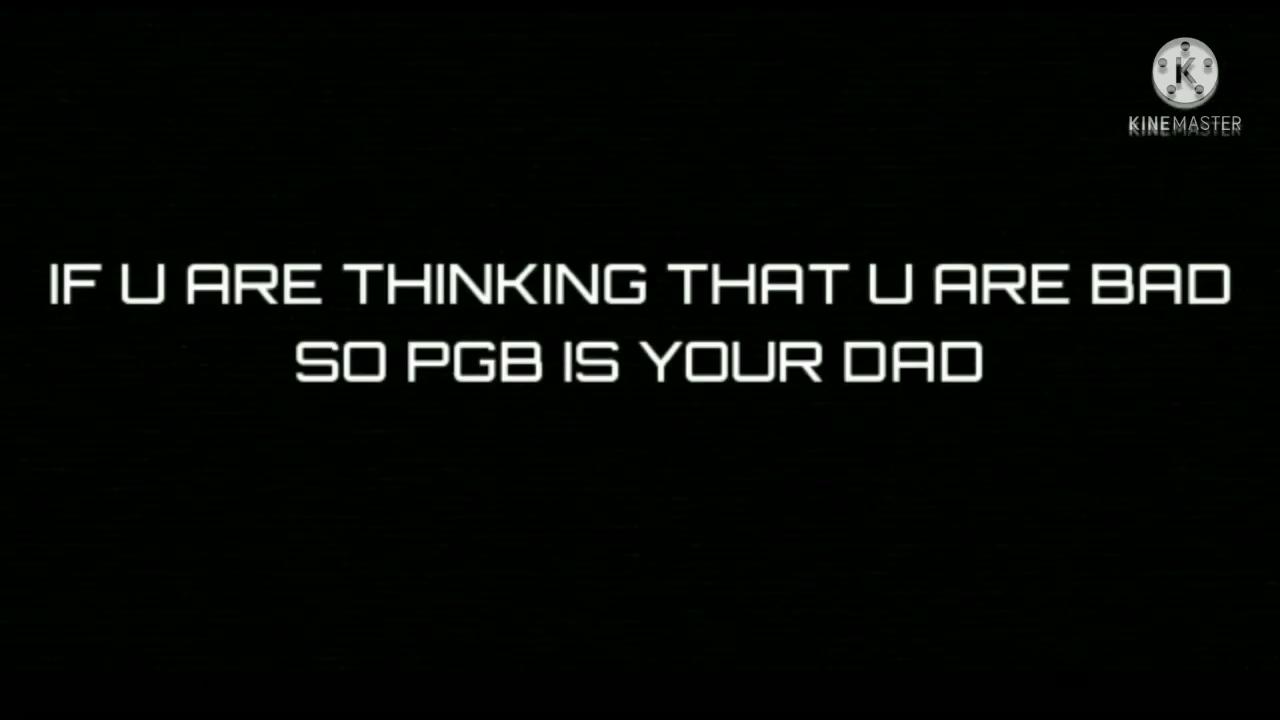 KINEMASTER
IF U ARE THINKING THAT U ARE BAD
SO PGB IS YOUR DAD